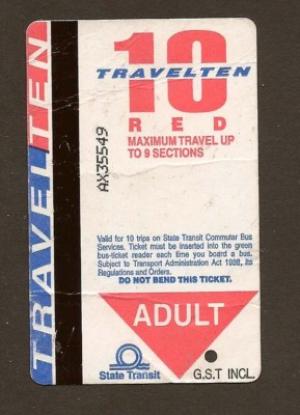 10
TRAVELTEN
RED
MAXIMUM TRAVEL UP
TO 9 SECTIONS
AX35549
TRAVELTEN
Valid for 10 trips on State Transit Commuter Bus
Services. Ticket must be inserted into the green
bus-ticket reader each time you board a bus.
Subject to Transport Administration Act 1988, its
Regulations and Orders.
DO NOT BEND THIS TICKET.
ADULT
State Transit
G.S.T INCL.